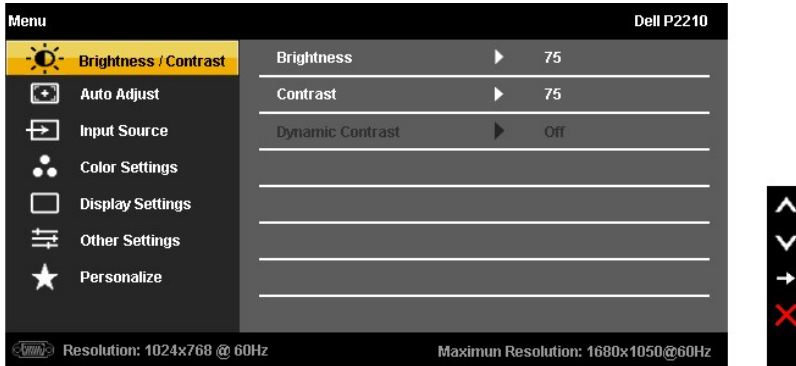 Menu Dell P2210
Brightness / Contrast Brightness 75
Auto Adjust Contrast 75
Input Source Dynamic Contrast Off
Color Settings
Display Settings
Other Settings
Personalize
Resolution: 1024x768 @ 60Hz Maximun Resolution: 1680x1050@60Hz